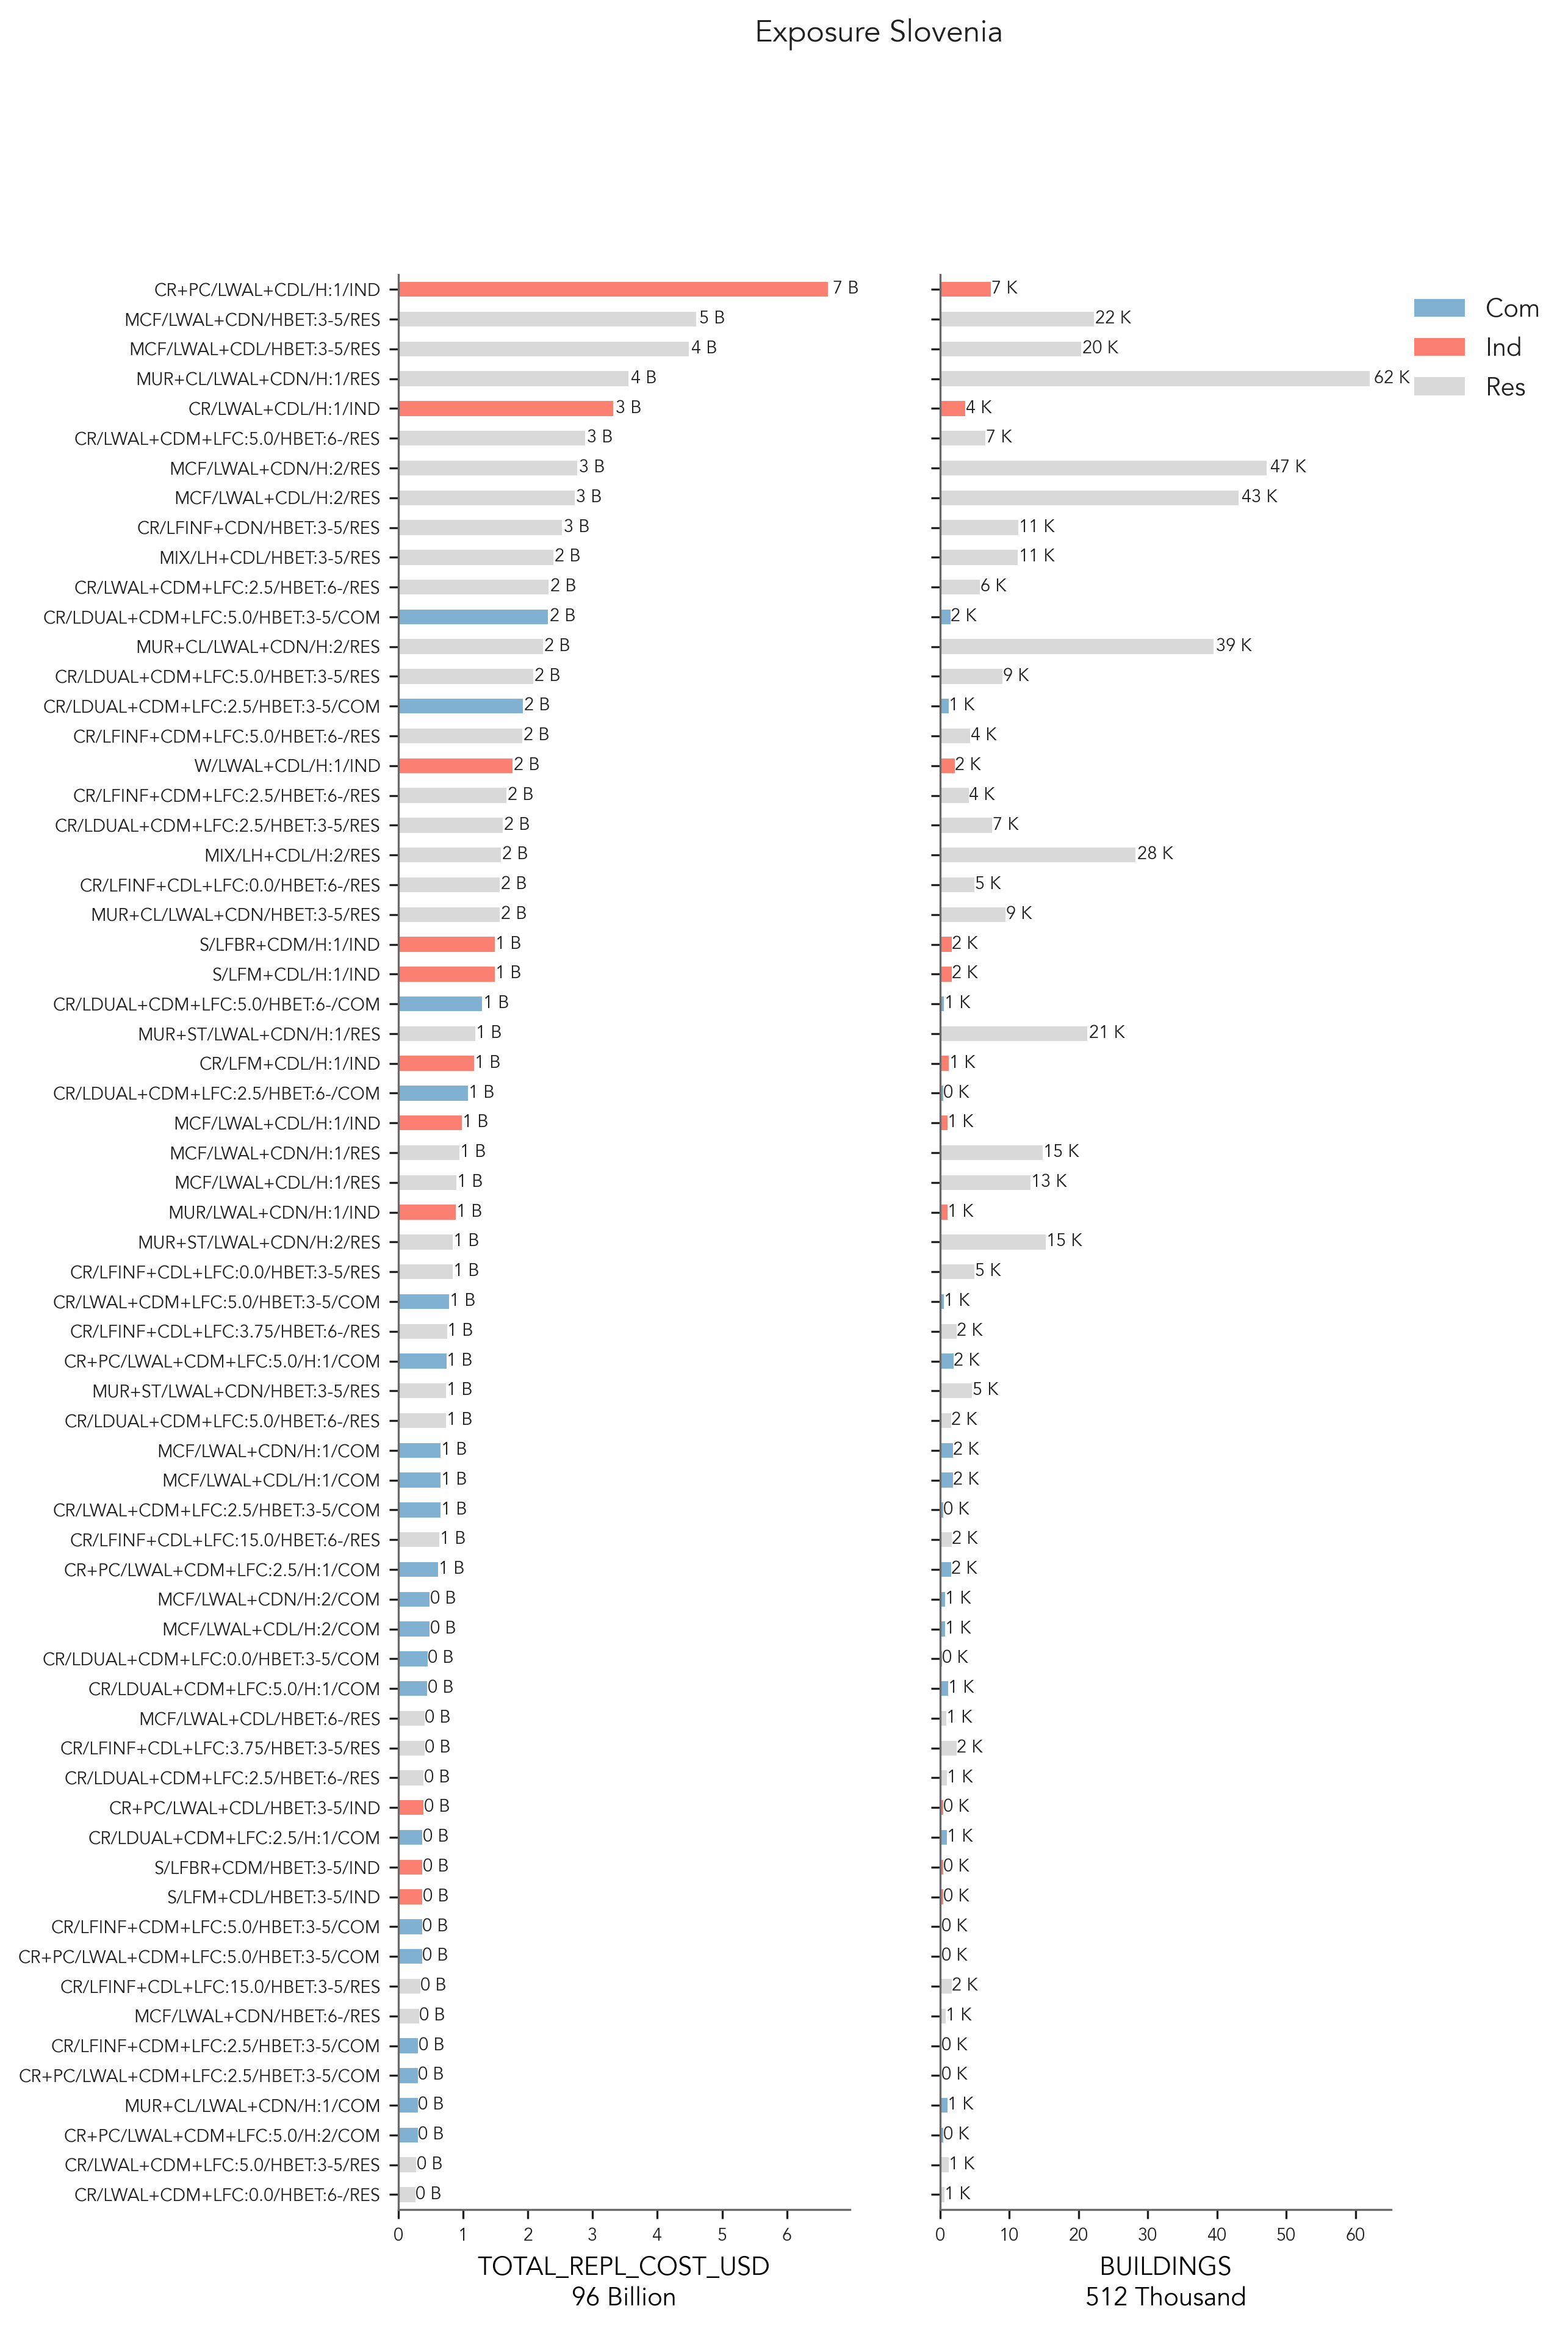 Exposure Slovenia
CR+PC/LWAL+CDL/H:1/IND 7 B 7 K
MCF/LWAL+CDN/HBET:3-5/RES 5 B 22 K
MCF/LWAL+CDL/HBET:3-5/RES 4 B 20 K
MUR+CL/LWAL+CDN/H:1/RES 4 B 62 K
CR/LWAL+CDL/H:1/IND 3 B 4 K
CR/LWAL+CDM+LFC:5.0/HBET:6-/RES 3 B 7 K
MCF/LWAL+CDN/H:2/RES 3 B 47 K
MCF/LWAL+CDL/H:2/RES 3 B 43 K
CR/LFINF+CDN/HBET:3-5/RES 3 B 11 K
MIX/LH+CDL/HBET:3-5/RES 2 B 11 K
CR/LWAL+CDM+LFC:2.5/HBET:6-/RES 2 B 6 K
CR/LDUAL+CDM+LFC:5.0/HBET:3-5/COM 2 B 2 K
MUR+CL/LWAL+CDN/H:2/RES 2 B 39 K
CR/LDUAL+CDM+LFC:5.0/HBET:3-5/RES 2 B 9 K
CR/LDUAL+CDM+LFC:2.5/HBET:3-5/COM 2 B 1 K
CR/LFINF+CDM+LFC:5.0/HBET:6-/RES 2 B 4 K
W/LWAL+CDL/H:1/IND 2 B 2 K
CR/LFINF+CDM+LFC:2.5/HBET:6-/RES 2 B 4 K
CR/LDUAL+CDM+LFC:2.5/HBET:3-5/RES 2 B 7 K
MIX/LH+CDL/H:2/RES 2 B 28 K
CR/LFINF+CDL+LFC:0.0/HBET:6-/RES 2 B 5 K
MUR+CL/LWAL+CDN/HBET:3-5/RES 2 B 9 K
S/LFBR+CDM/H:1/IND 1 B 2 K
S/LFM+CDL/H:1/IND 1 B 2 K
CR/LDUAL+CDM+LFC:5.0/HBET:6-/COM 1 B 1 K
MUR+ST/LWAL+CDN/H:1/RES 1 B 21 K
CR/LFM+CDL/H:1/IND 1 B 1 K
CR/LDUAL+CDM+LFC:2.5/HBET:6-/COM 1 B 0 K
MCF/LWAL+CDL/H:1/IND 1 B 1 K
MCF/LWAL+CDN/H:1/RES 1 B 15 K
MCF/LWAL+CDL/H:1/RES 1 B 13 K
MUR/LWAL+CDN/H:1/IND 1 B 1 K
MUR+ST/LWAL+CDN/H:2/RES 1 B 15 K
CR/LFINF+CDL+LFC:0.0/HBET:3-5/RES 1 B 5 K
CR/LWAL+CDM+LFC:5.0/HBET:3-5/COM 1 B 1 K
CR/LFINF+CDL+LFC:3.75/HBET:6-/RES 1 B 2 K
CR+PC/LWAL+CDM+LFC:5.0/H:1/COM 1 B 2 K
MUR+ST/LWAL+CDN/HBET:3-5/RES 1 B 5 K
CR/LDUAL+CDM+LFC:5.0/HBET:6-/RES 1 B 2 K
MCF/LWAL+CDN/H:1/COM 1 B 2 K
MCF/LWAL+CDL/H:1/COM 1 B 2 K
CR/LWAL+CDM+LFC:2.5/HBET:3-5/COM 1 B 0 K
CR/LFINF+CDL+LFC:15.0/HBET:6-/RES 1 B 2 K
CR+PC/LWAL+CDM+LFC:2.5/H:1/COM 1 B 2 K
MCF/LWAL+CDN/H:2/COM 0 B 1 K
MCF/LWAL+CDL/H:2/COM 0 B 1 K
CR/LDUAL+CDM+LFC:0.0/HBET:3-5/COM 0 B 0 K
CR/LDUAL+CDM+LFC:5.0/H:1/COM 0 B 1 K
MCF/LWAL+CDL/HBET:6-/RES 0 B 1 K
CR/LFINF+CDL+LFC:3.75/HBET:3-5/RES 0 B 2 K
CR/LDUAL+CDM+LFC:2.5/HBET:6-/RES 0 B 1 K
CR+PC/LWAL+CDL/HBET:3-5/IND 0 B 0 K
CR/LDUAL+CDM+LFC:2.5/H:1/COM 0 B 1 K
S/LFBR+CDM/HBET:3-5/IND 0 B 0 K
S/LFM+CDL/HBET:3-5/IND 0 B 0 K
CR/LFINF+CDM+LFC:5.0/HBET:3-5/COM 0 B 0 K
CR+PC/LWAL+CDM+LFC:5.0/HBET:3-5/COM 0 B 0 K
CR/LFINF+CDL+LFC:15.0/HBET:3-5/RES 0 B 2 K
MCF/LWAL+CDN/HBET:6-/RES 0 B 1 K
CR/LFINF+CDM+LFC:2.5/HBET:3-5/COM 0 B 0 K
CR+PC/LWAL+CDM+LFC:2.5/HBET:3-5/COM 0 B 0 K
MUR+CL/LWAL+CDN/H:1/COM 0 B 1 K
CR+PC/LWAL+CDM+LFC:5.0/H:2/COM 0 B 0 K
CR/LWAL+CDM+LFC:5.0/HBET:3-5/RES 0 B 1 K
CR/LWAL+CDM+LFC:0.0/HBET:6-/RES 0 B 1 K
0 1 2 3 4 5 6
TOTAL_REPL_COST_USD
96 Billion
0 10 20 30 40 50 60
BUILDINGS
512 Thousand
Com
Ind
Res